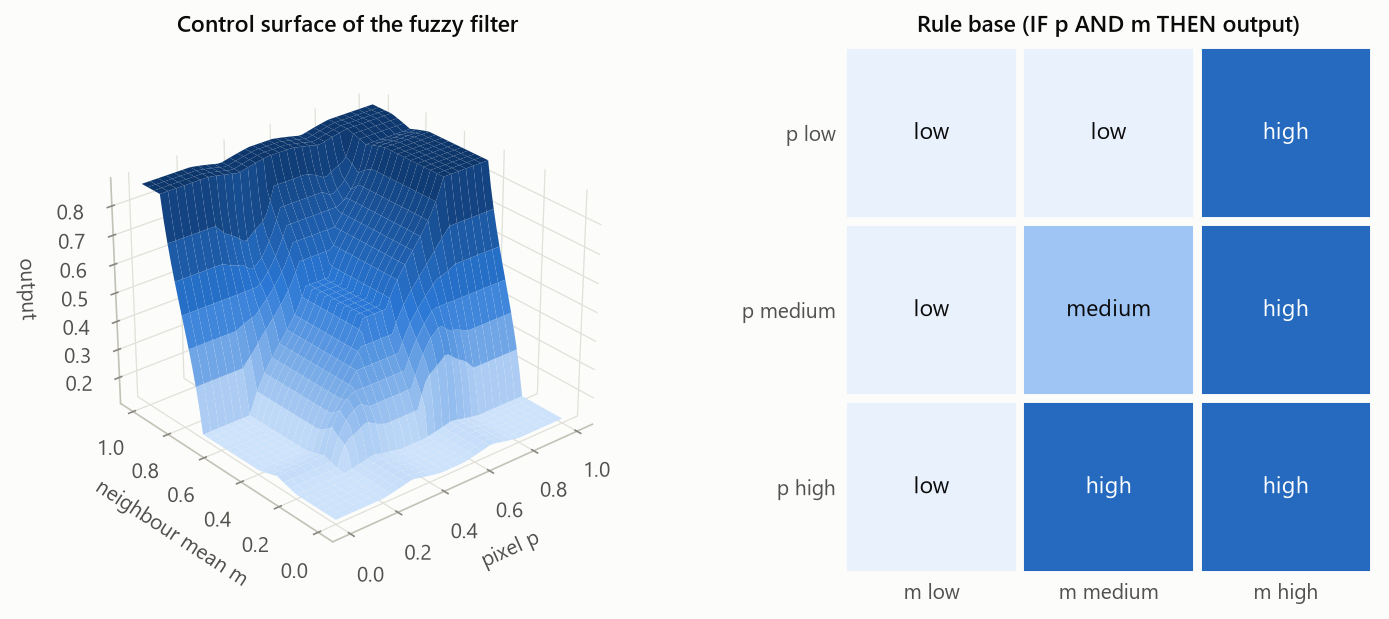 Control surface of the fuzzy filter
0.8
0.7
0.6
0.5
0.4
0.3
0.2
output
1.0
0.8
0.6
0.4
0.2
0.0
neighbour mean m
0.0
0.2
0.4
0.6
0.8
1.0
pixel p
Rule base (IF p AND m THEN output)
p low
low
low
high
p medium
low
medium
high
p high
low
high
high
m low
m medium
m high